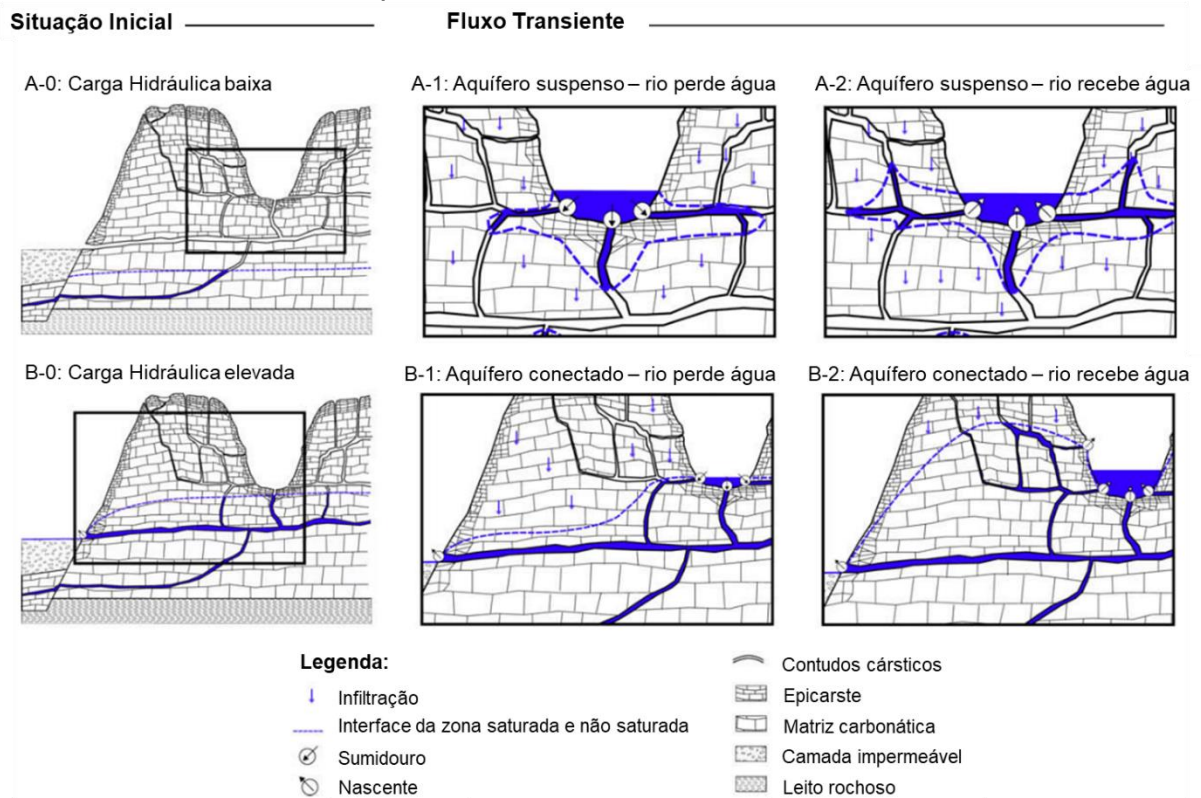 Situação Inicial
Fluxo Transiente
A-0: Carga Hidráulica baixa
A-1: Aquífero suspenso – rio perde água
A-2: Aquífero suspenso – rio recebe água
B-0: Carga Hidráulica elevada
B-1: Aquífero conectado – rio perde água
B-2: Aquífero conectado – rio recebe água
Legenda:
Infiltração
Interface da zona saturada e não saturada
Sumidouro
Nascente
Contudos cársticos
Epicarste
Matriz carbonática
Camada impermeável
Leito rochoso